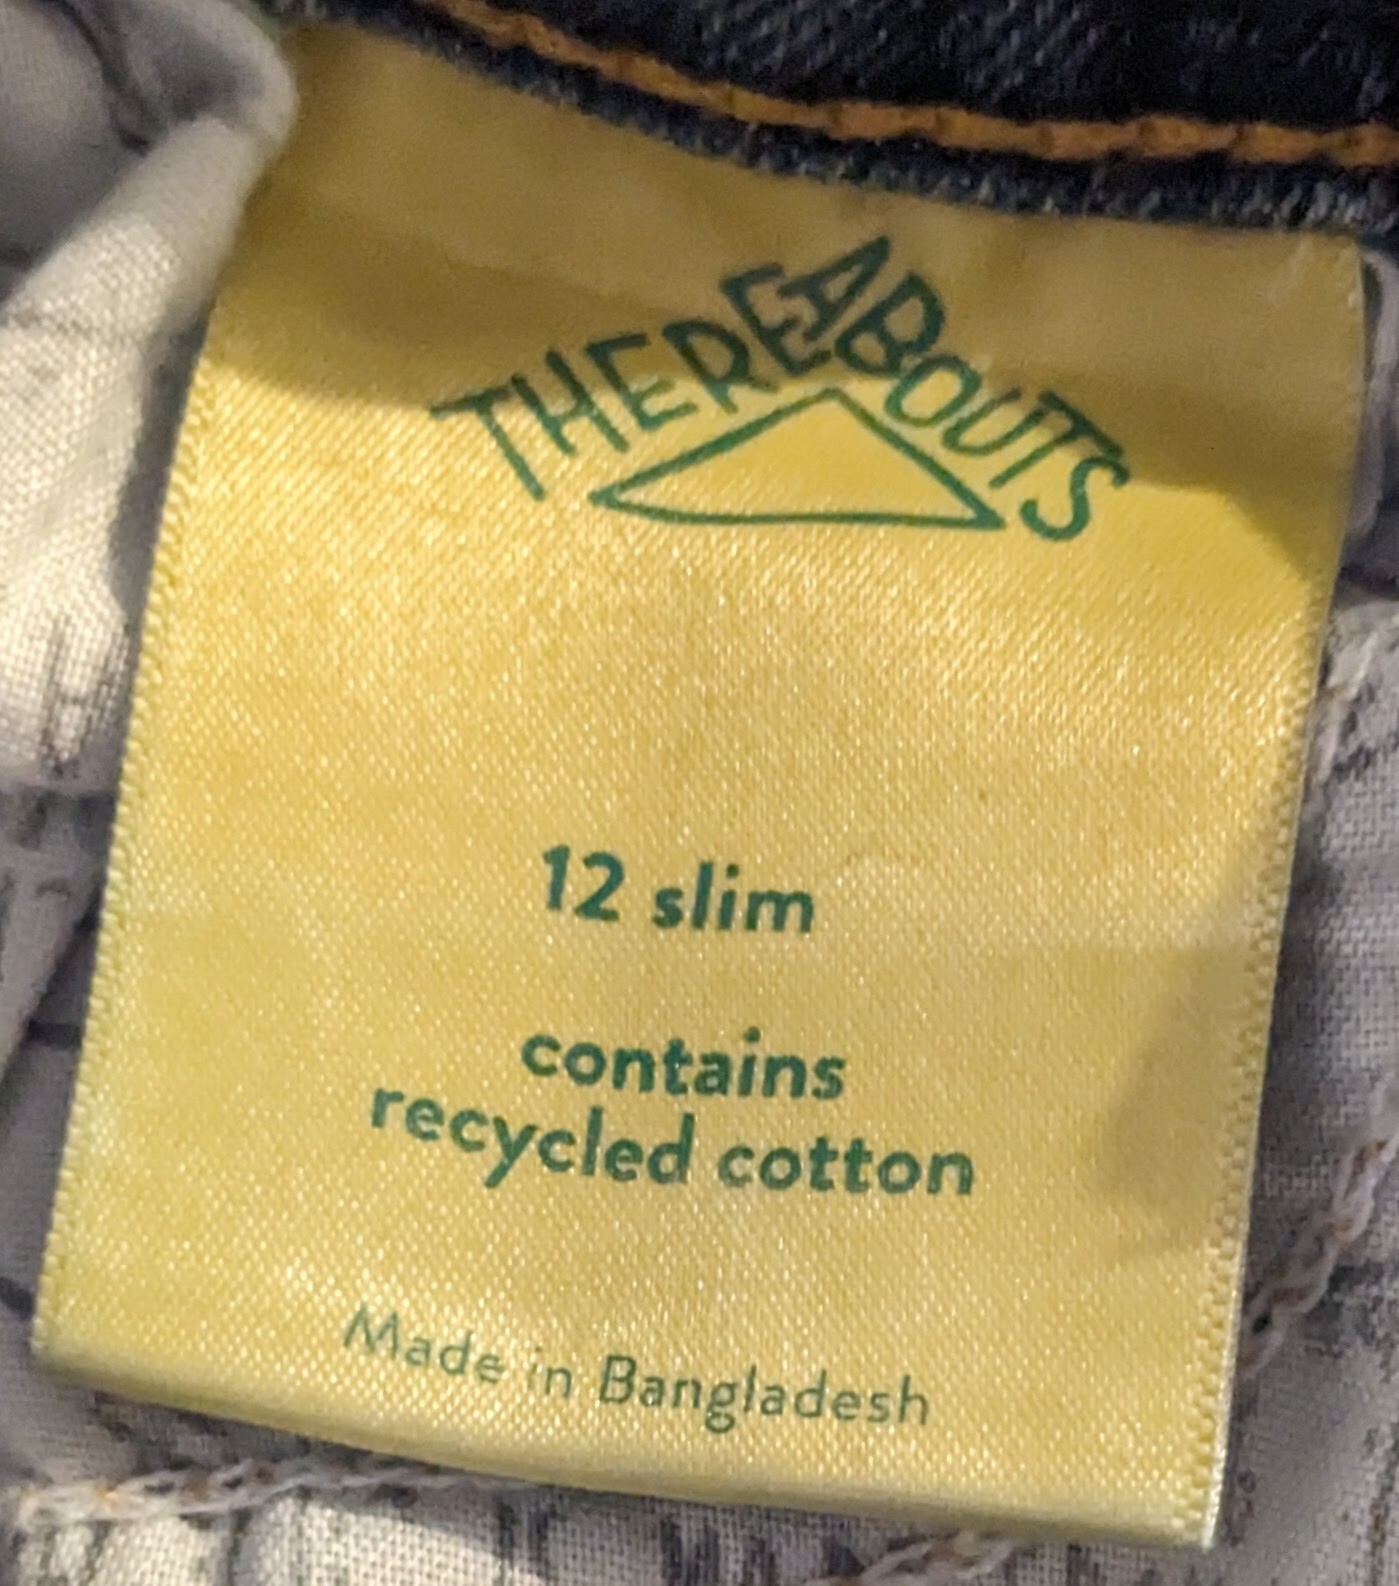 THEREABOUTS
12 slim
contains
recycled cotton
Made in Bangladesh